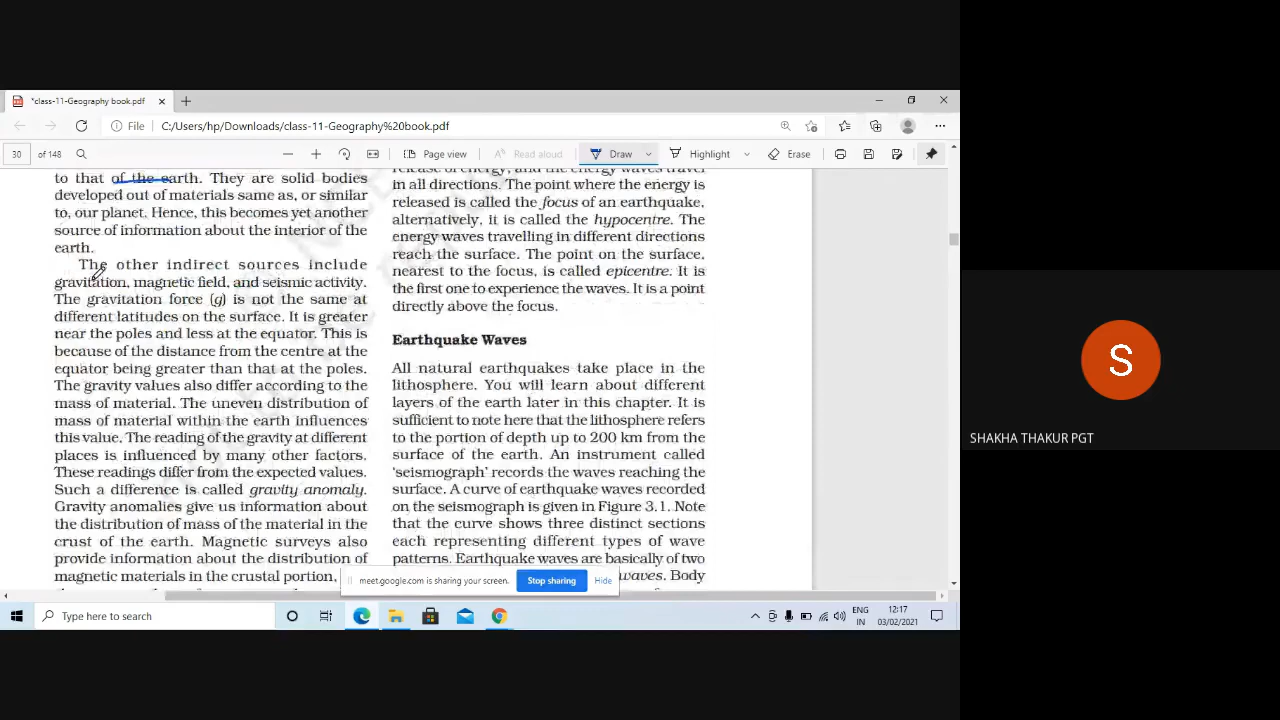 *class-11-Geography book.pdf
File
C:/Users/hp/Downloads/class-11-Geography%20book.pdf
30
of 148
Page view
Read aloud
Draw
Highlight
Erase
to that of the earth. They are solid bodies
developed out of materials same as, or similar
to, our planet. Hence, this becomes yet another
source of information about the interior of the
earth.
The other indirect sources include
gravitation, magnetic field, and seismic activity.
The gravitation force (g) is not the same at
different latitudes on the surface. It is greater
near the poles and less at the equator. This is
because of the distance from the centre at the
equator being greater than that at the poles.
The gravity values also differ according to the
mass of material. The uneven distribution of
mass of material within the earth influences
this value. The reading of the gravity at different
places is influenced by many other factors.
These readings differ from the expected values.
Such a difference is called gravity anomaly.
Gravity anomalies give us information about
the distribution of mass of the material in the
crust of the earth. Magnetic surveys also
provide information about the distribution of
magnetic materials in the crustal portion,
release of energy, and the energy waves travel
in all directions. The point where the energy is
released is called the focus of an earthquake,
alternatively, it is called the hypocentre. The
energy waves travelling in different directions
reach the surface. The point on the surface,
nearest to the focus, is called epicentre. It is
the first one to experience the waves. It is a point
directly above the focus.
Earthquake Waves
All natural earthquakes take place in the
lithosphere. You will learn about different
layers of the earth later in this chapter. It is
sufficient to note here that the lithosphere refers
to the portion of depth up to 200 km from the
surface of the earth. An instrument called
'seismograph' records the waves reaching the
surface. A curve of earthquake waves recorded
on the seismograph is given in Figure 3.1. Note
that the curve shows three distinct sections
each representing different types of wave
patterns. Earthquake waves are basically of two
waves. Body
meet.google.com is sharing your screen.
Stop sharing
Hide
Type here to search
ENG
IN
12:17
03/02/2021
S
SHAKHA THAKUR PGT